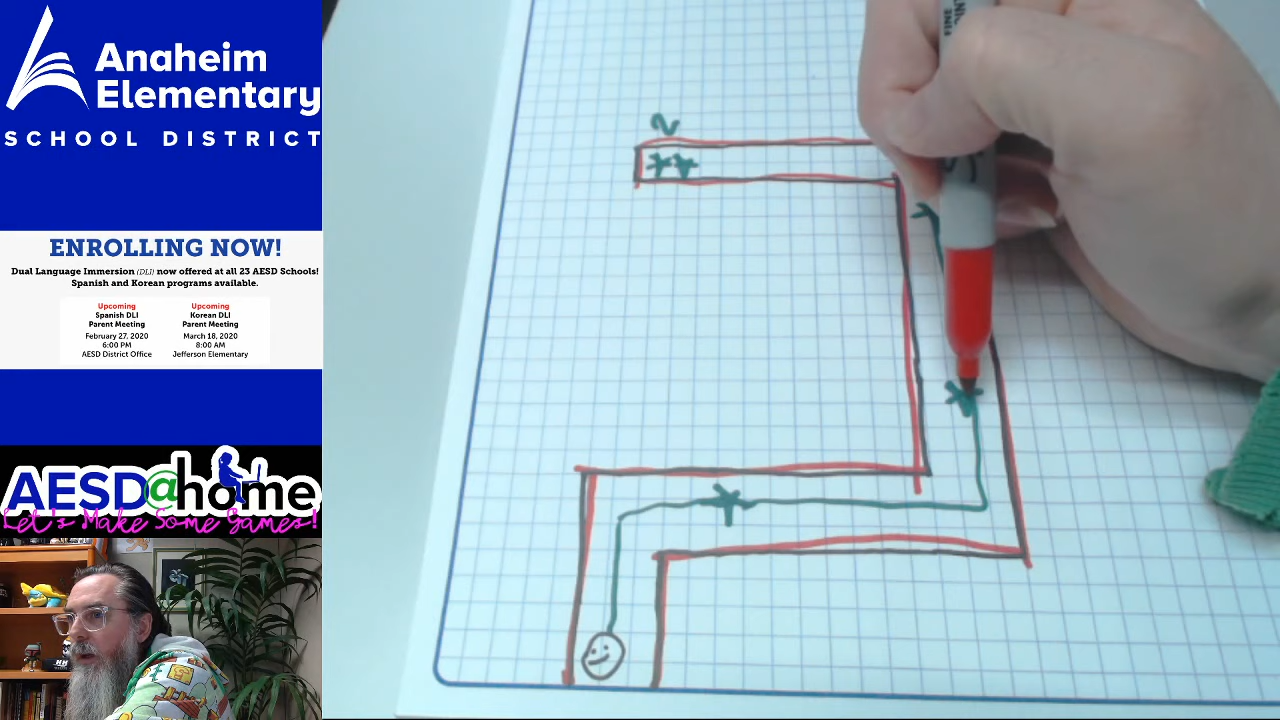 Anaheim
Elementary
SCHOOL DISTRICT
ENROLLING NOW!
Dual Language Immersion (DLI) now offered at all 23 AESD Schools!
Spanish and Korean programs available.
Upcoming
Spanish DLI
Parent Meeting
February 27, 2020
6:00 PM
AESD District Office
Upcoming
Korean DLI
Parent Meeting
March 18, 2020
8:00 AM
Jefferson Elementary
AESD@home
Let's Make Some Games!
2
FINE